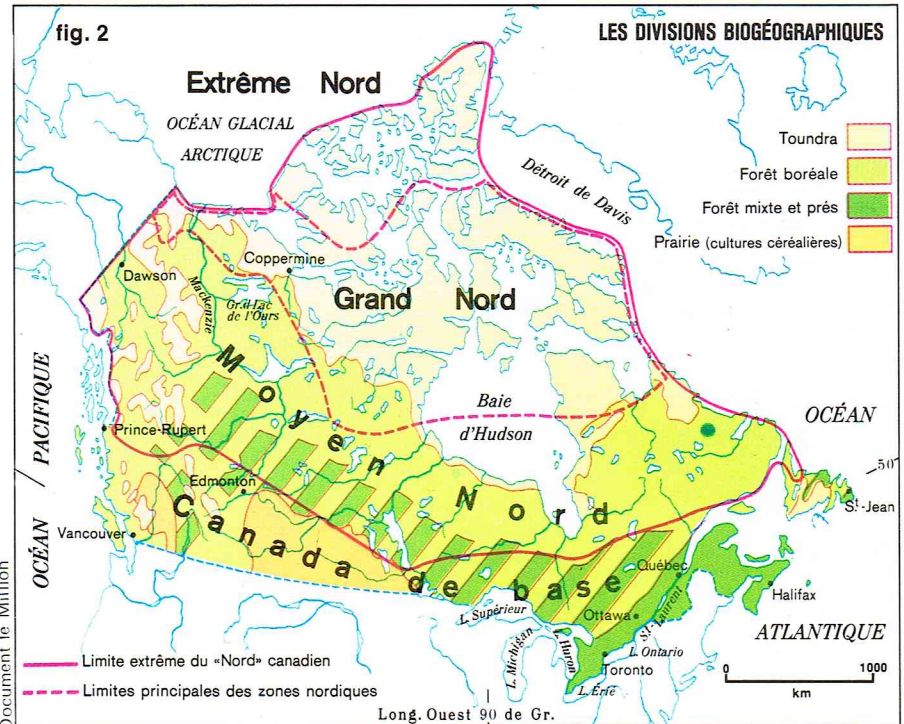 fig. 2
LES DIVISIONS BIOGÉOGRAPHIQUES
Extrême Nord
OCÉAN GLACIAL
ARCTIQUE
Détroit de Davis
Toundra
Forêt boréale
Forêt mixte et prés
Prairie (cultures céréalières)
Dawson
Mackenzie
Coppermine
Gr.d Lac
de l'Ours
Grand Nord
Moyen Nord
Baie
d'Hudson
OCÉAN PACIFIQUE
Prince-Rupert
Edmonton
Vancouver
Canada de base
OCÉAN
ATLANTIQUE
50°
St-Jean
Québec
Halifax
Ottawa
St-Laurent
L. Supérieur
L. Michigan
L. Huron
L. Ontario
Toronto
L. Érié
0 1000
km
Limite extrême du «Nord» canadien
Limites principales des zones nordiques
Long. Ouest 90 de Gr.
Document le Million